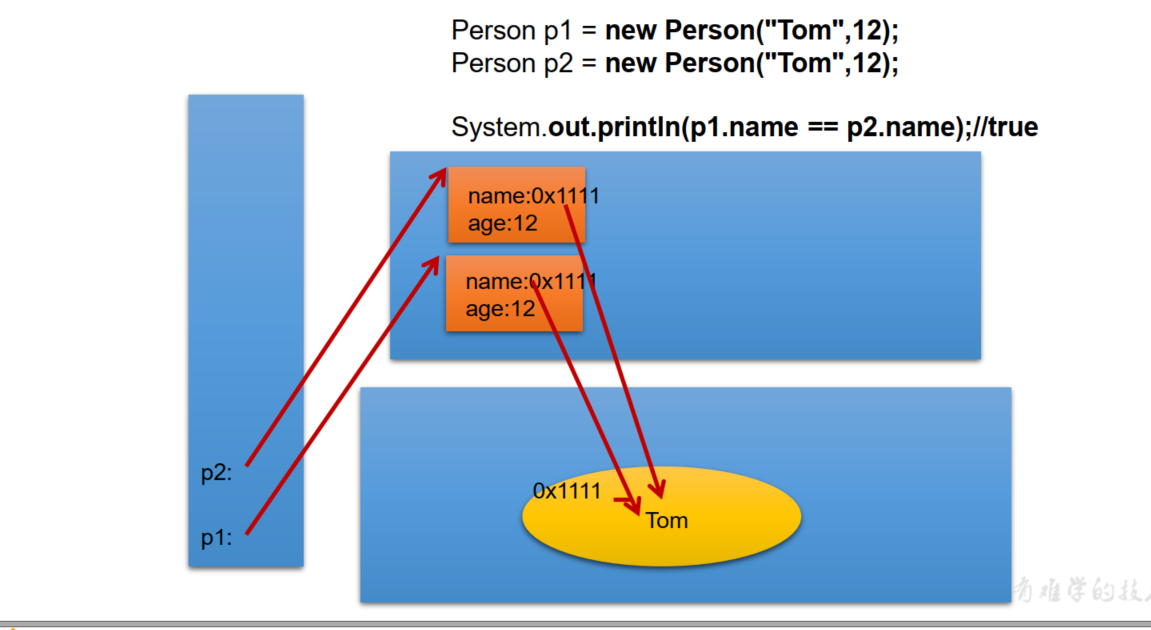 Person p1 = new Person("Tom",12);
Person p2 = new Person("Tom",12);
System.out.println(p1.name == p2.name);//true
name:0x1111
age:12
name:0x1111
age:12
p2:
p1:
0x1111
Tom
有难学的技